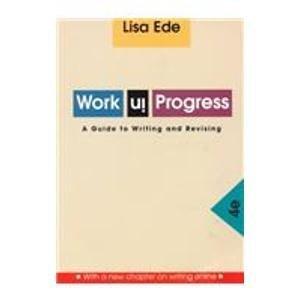 Lisa Ede
Work in Progress
A Guide to Writing and Revising
4e
With a new chapter on writing online